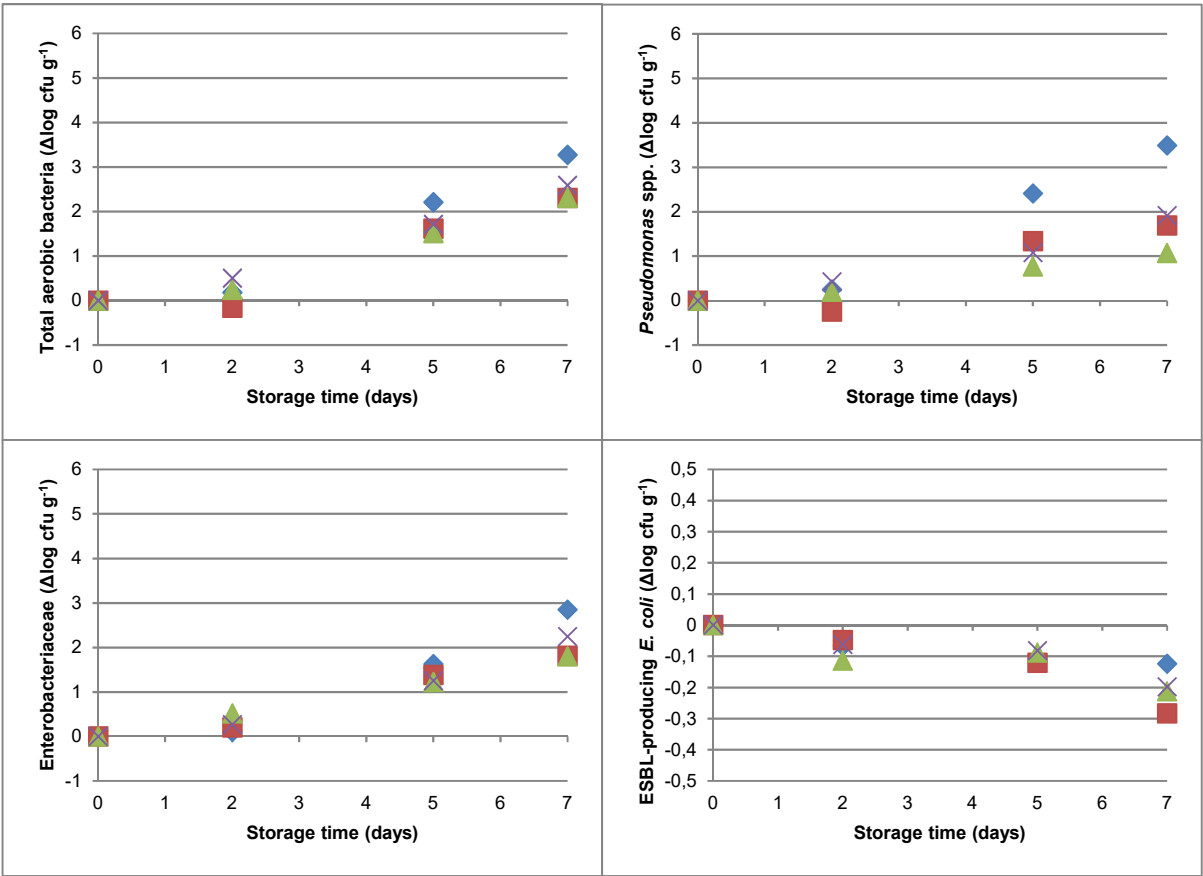 Total aerobic bacteria (Δlog cfu g⁻¹)
6
5
4
3
2
1
0
-1
0 1 2 3 4 5 6 7
Storage time (days)
Pseudomonas spp. (Δlog cfu g⁻¹)
6
5
4
3
2
1
0
-1
0 1 2 3 4 5 6 7
Storage time (days)
Enterobacteriaceae (Δlog cfu g⁻¹)
6
5
4
3
2
1
0
-1
0 1 2 3 4 5 6 7
Storage time (days)
ESBL-producing E. coli (Δlog cfu g⁻¹)
0,5
0,4
0,3
0,2
0,1
0
-0,1
-0,2
-0,3
-0,4
-0,5
0 2 5 7
Storage time (days)